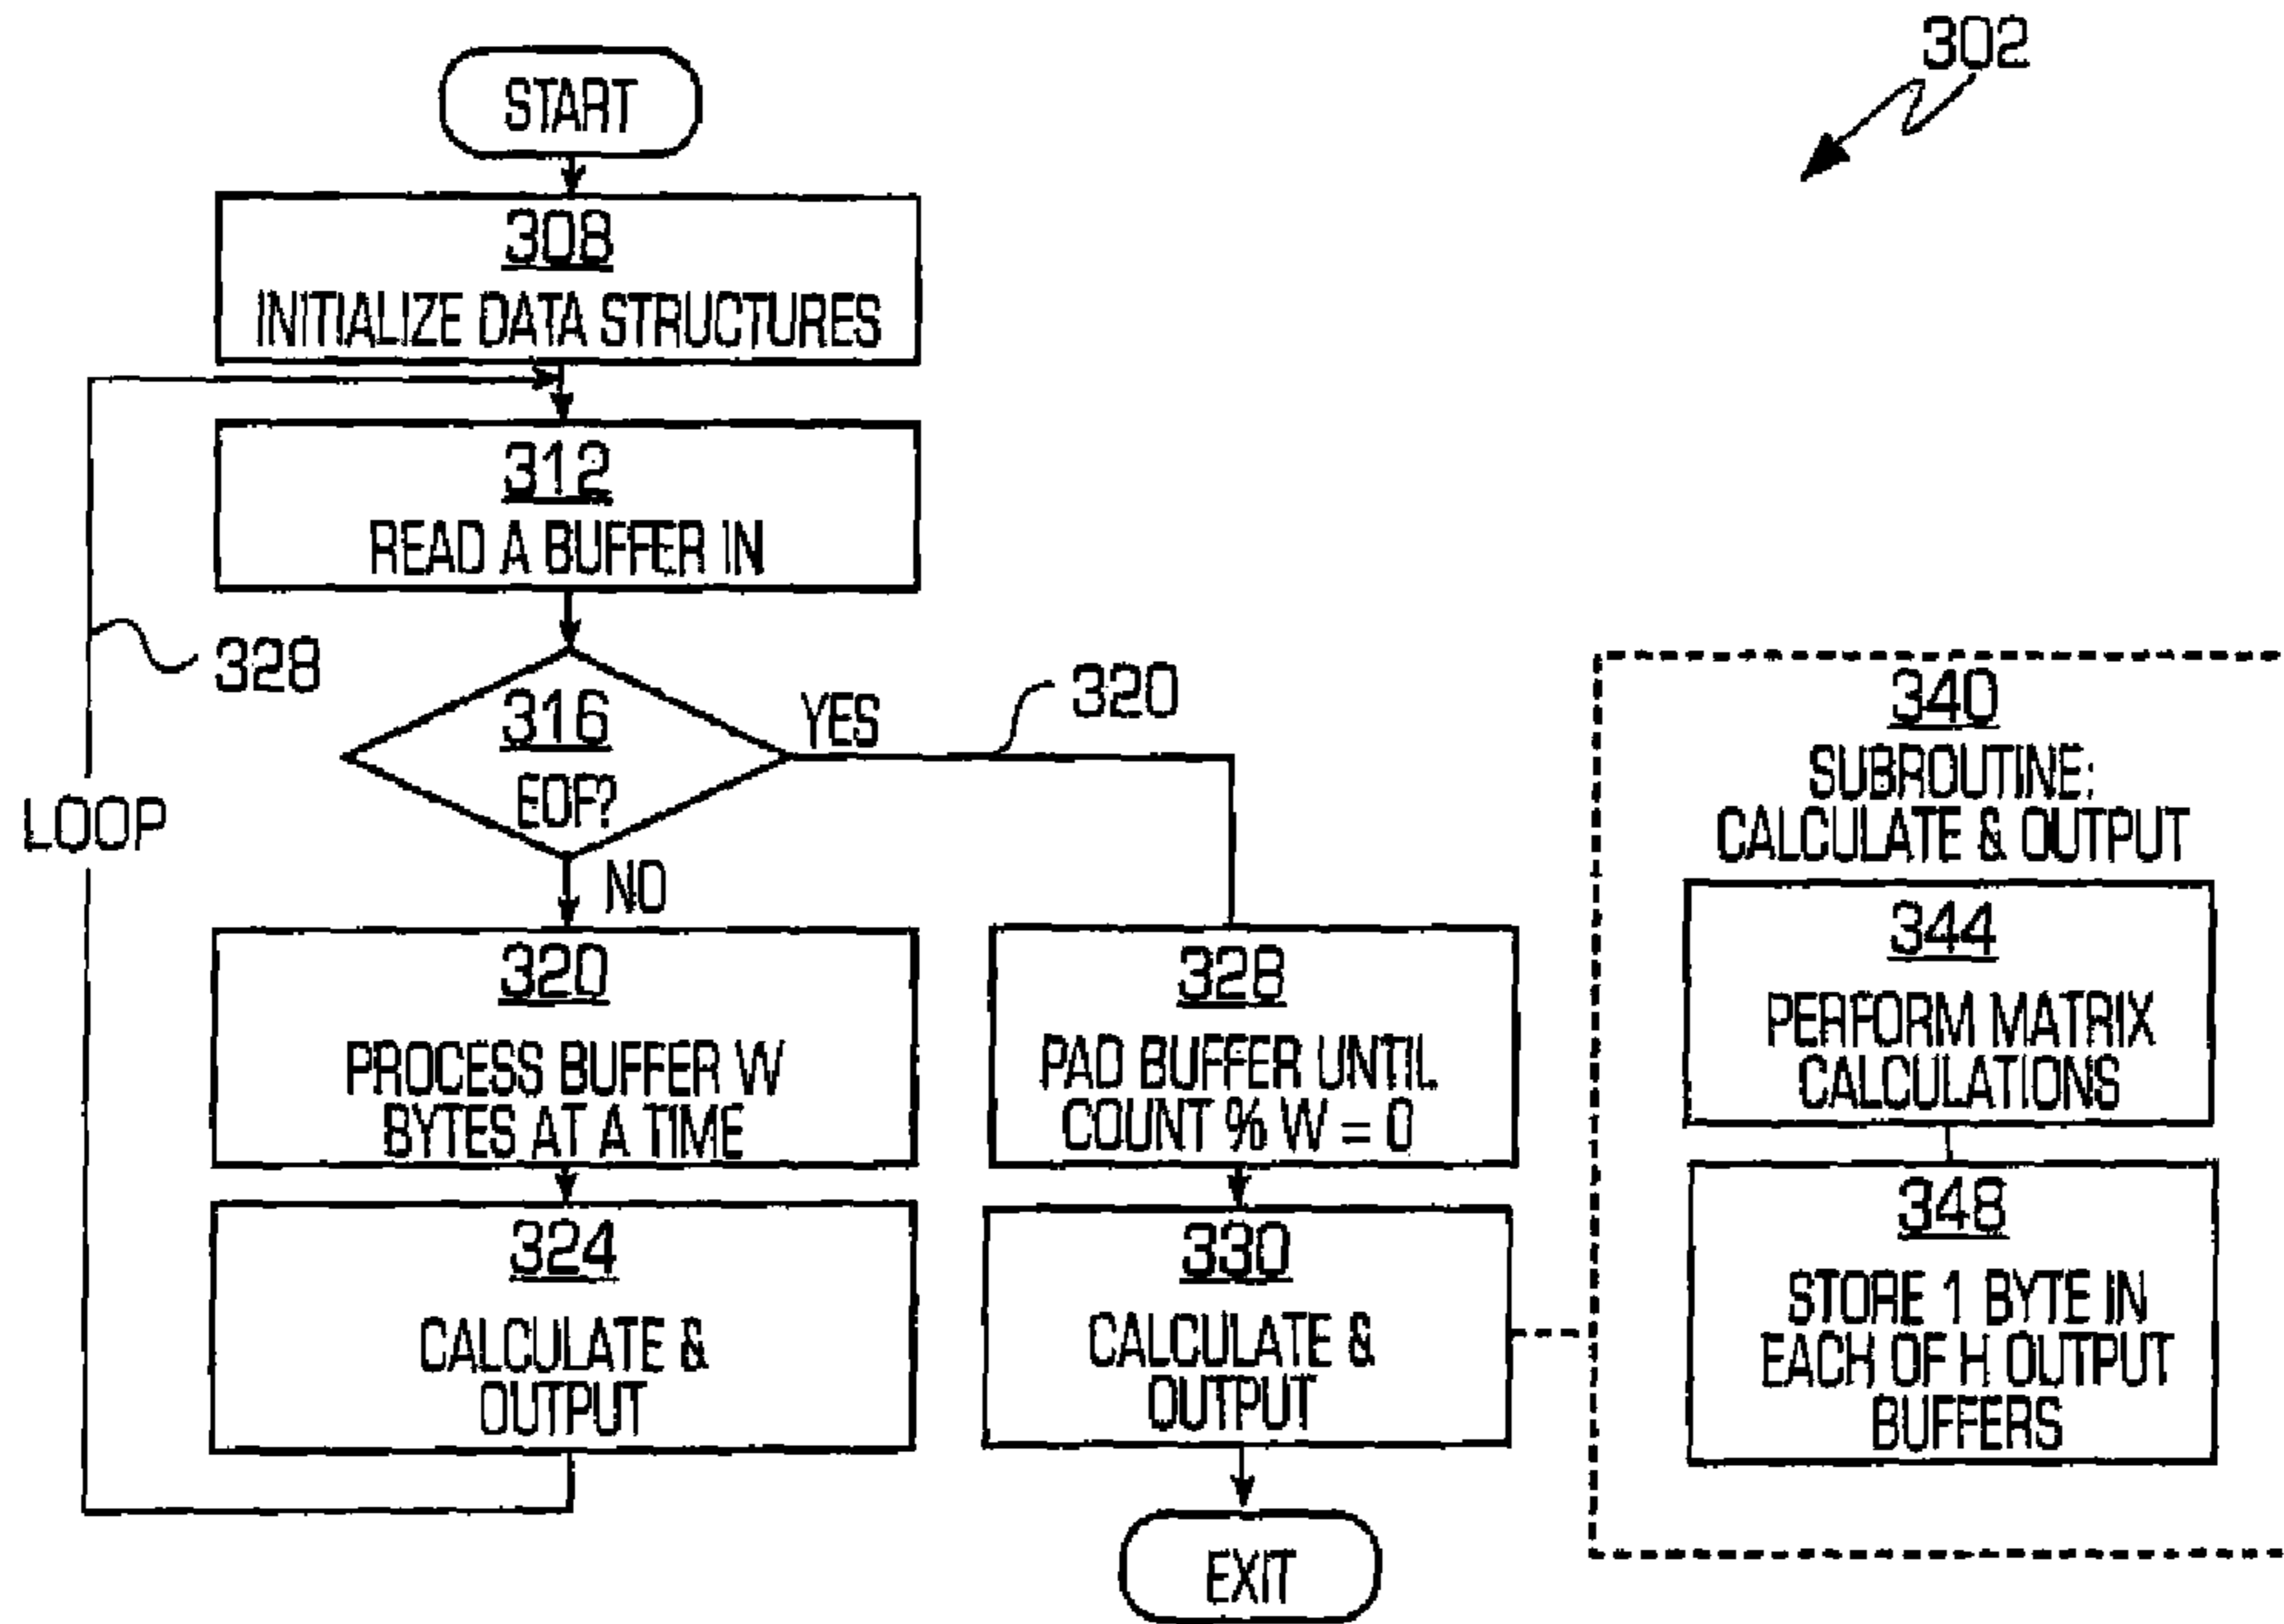 302
START
308
INITIALIZE DATA STRUCTURES
312
READ A BUFFER IN
328
316
EOF?
YES
320
LOOP
NO
320
PROCESS BUFFER W
BYTES AT A TIME
324
CALCULATE &
OUTPUT
328
PAD BUFFER UNTIL
COUNT % W = 0
330
CALCULATE &
OUTPUT
EXIT
340
SUBROUTINE:
CALCULATE & OUTPUT
344
PERFORM MATRIX
CALCULATIONS
348
STORE 1 BYTE IN
EACH OF H OUTPUT
BUFFERS